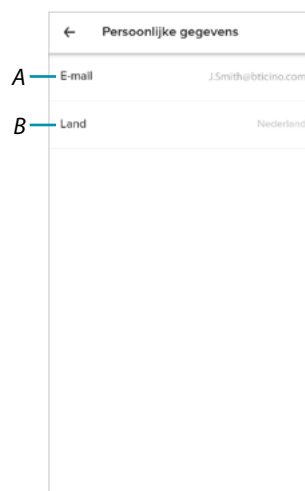 ← Persoonlijke gegevens
A E-mail J.Smith@bticino.com
B Land Nederland